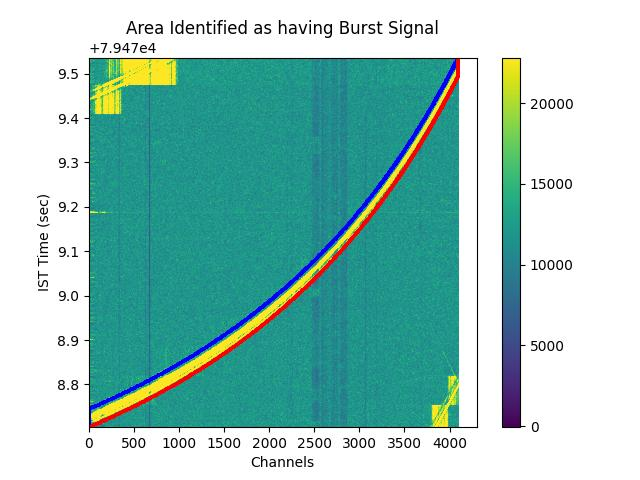 Area Identified as having Burst Signal
+7.947e4
9.5
9.4
9.3
9.2
9.1
9.0
8.9
8.8
IST Time (sec)
0 500 1000 1500 2000 2500 3000 3500 4000
Channels
20000
15000
10000
5000
0